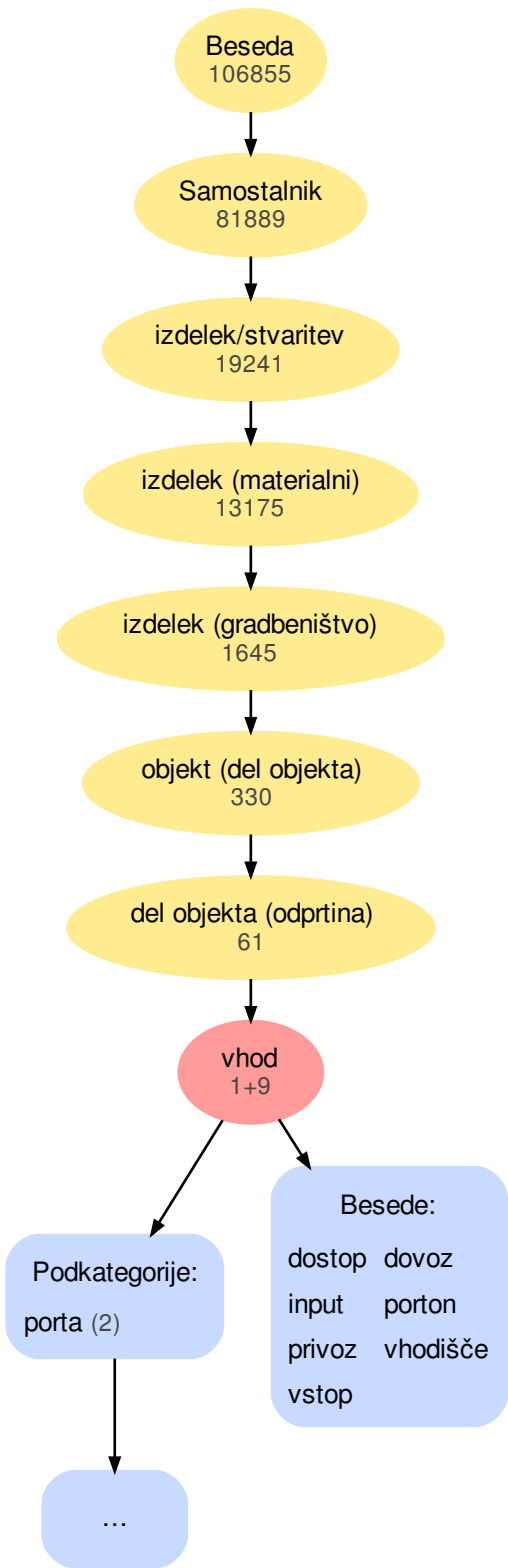 Beseda
106855
Samostalnik
81889
izdelek/stvaritev
19241
izdelek (materialni)
13175
izdelek (gradbeništvo)
1645
objekt (del objekta)
330
del objekta (odprtina)
61
vhod
1+9
Podkategorije:
porta (2)
...
Besede:
dostop dovoz
input porton
privoz vhodišče
vstop